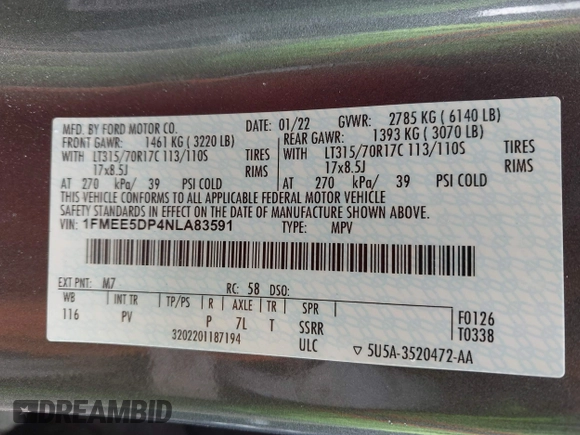 MFD. BY FORD MOTOR CO.
DATE: 01/22 GVWR: 2785 KG ( 6140 LB)
FRONT GAWR: 1461 KG ( 3220 LB) REAR GAWR: 1393 KG ( 3070 LB)
WITH LT315/70R17C 113/110S TIRES WITH LT315/70R17C 113/110S TIRES
17x8.5J RIMS 17x8.5J RIMS
AT 270 kPa/ 39 PSI COLD AT 270 kPa/ 39 PSI COLD
THIS VEHICLE CONFORMS TO ALL APPLICABLE FEDERAL MOTOR VEHICLE
SAFETY STANDARDS IN EFFECT ON THE DATE OF MANUFACTURE SHOWN ABOVE.
VIN: 1FMEE5DP4NLA83591 TYPE: MPV
EXT PNT: M7 RC: 58 DSO:
WB INT TR TP/PS R AXLE TR SPR
116 PV P 7L T SSRR
ULC
F0126
T0338
3202201187194
5U5A-3520472-AA
DREAMBID